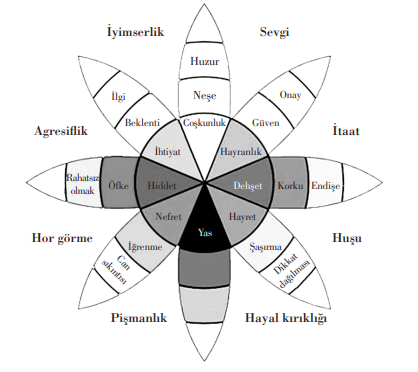 İyimserlik
Sevgi
Huzur
İlgi
Neşe
Onay
Beklenti
Coşkunluk
Güven
Agresiflik
İtaat
İhtiyat
Hayranlık
Rahatsız
olmak
Öfke
Hiddet
Dehşet
Korku
Endişe
Nefret
Hayret
Hor görme
Yas
Huşu
İğrenme
Şaşırma
Can
sıkıntısı
Dikkat
dağılması
Pişmanlık
Hayal kırıklığı